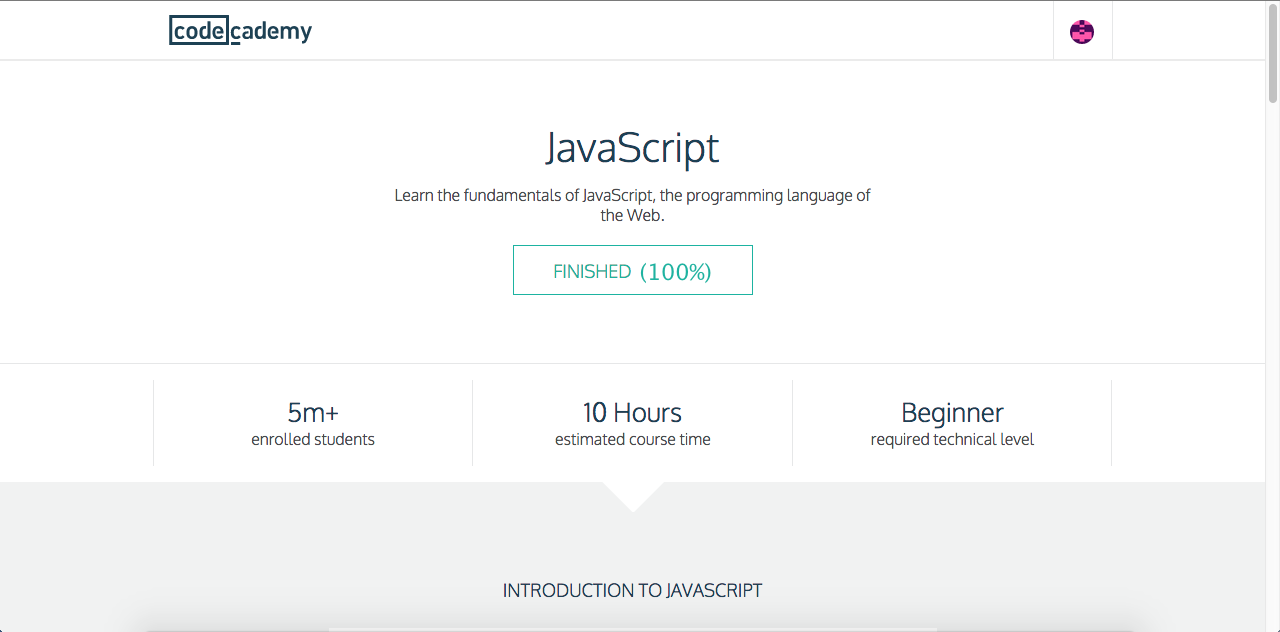 codecademy
JavaScript
Learn the fundamentals of JavaScript, the programming language of
the Web.
FINISHED (100%)
5m+
enrolled students
10 Hours
estimated course time
Beginner
required technical level
INTRODUCTION TO JAVASCRIPT